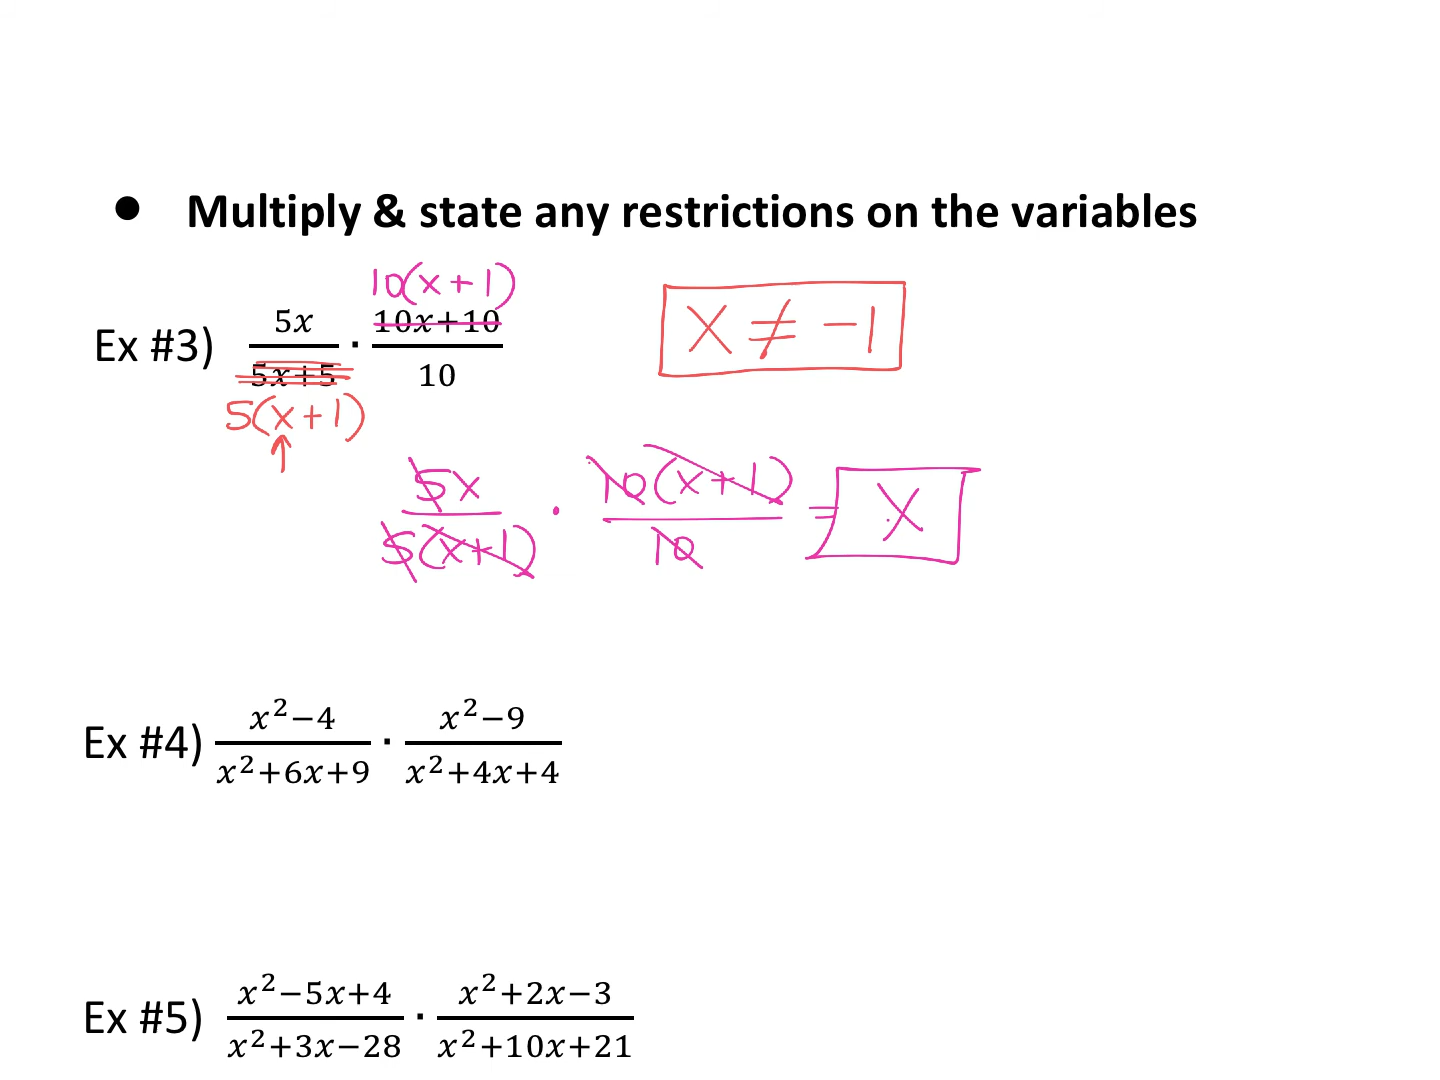 ● Multiply & state any restrictions on the variables
10(x+1)
Ex #3) 5x/5x+5 · 10x+10/10
x ≠ -1
5(x+1)
↑
5x/5(x+1) · 10(x+1)/10 = x
Ex #4) x²−4/x²+6x+9 · x²−9/x²+4x+4
Ex #5) x²−5x+4/x²+3x−28 · x²+2x−3/x²+10x+21